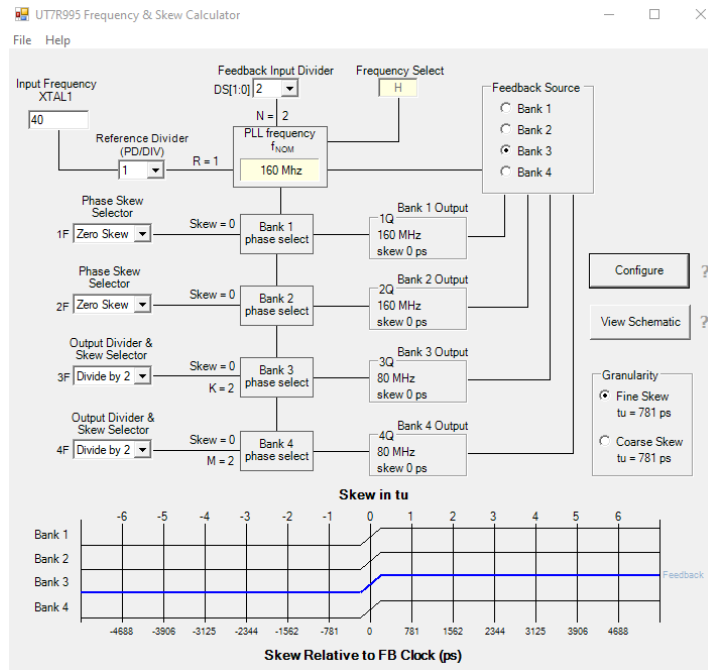 UT7R995 Frequency & Skew Calculator
File Help
Input Frequency
XTAL1
40
Feedback Input Divider
DS[1:0] 2
N = 2
Frequency Select
H
Reference Divider
(PD/DIV)
1
R = 1
PLL frequency
fNOM
160 Mhz
Feedback Source
Bank 1
Bank 2
Bank 3
Bank 4
Phase Skew
Selector
1F Zero Skew
Skew = 0
Bank 1
phase select
Bank 1 Output
1Q
160 MHz
skew 0 ps
Phase Skew
Selector
2F Zero Skew
Skew = 0
Bank 2
phase select
Bank 2 Output
2Q
160 MHz
skew 0 ps
Output Divider &
Skew Selector
3F Divide by 2
Skew = 0
K = 2
Bank 3
phase select
Bank 3 Output
3Q
80 MHz
skew 0 ps
Output Divider &
Skew Selector
4F Divide by 2
Skew = 0
M = 2
Bank 4
phase select
Bank 4 Output
4Q
80 MHz
skew 0 ps
Configure ?
View Schematic ?
Granularity
Fine Skew
tu = 781 ps
Coarse Skew
tu = 781 ps
Skew in tu
-6 -5 -4 -3 -2 -1 0 1 2 3 4 5 6
Bank 1
Bank 2
Bank 3
Feedback
Bank 4
-4688 -3906 -3125 -2344 -1562 -781 0 781 1562 2344 3125 3906 4688
Skew Relative to FB Clock (ps)